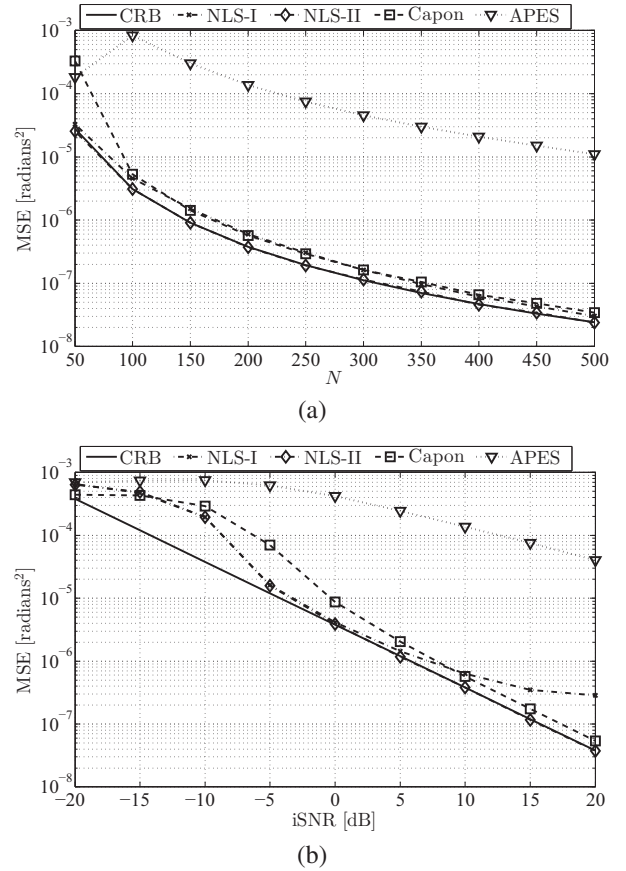 CRB NLS-I NLS-II Capon APES
10⁻³
10⁻⁴
10⁻⁵
10⁻⁶
10⁻⁷
10⁻⁸
MSE [radians²]
50 100 150 200 250 300 350 400 450 500
N
(a)
CRB NLS-I NLS-II Capon APES
10⁻³
10⁻⁴
10⁻⁵
10⁻⁶
10⁻⁷
10⁻⁸
MSE [radians²]
−20 −15 −10 −5 0 5 10 15 20
iSNR [dB]
(b)